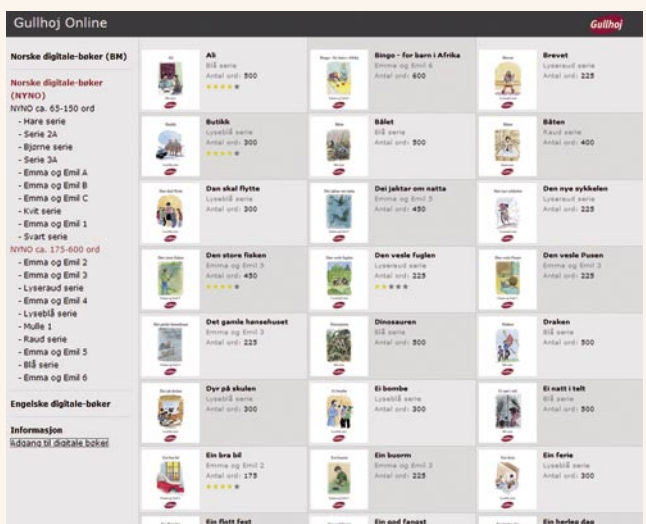 Gullhoj Online
Gullhoj
Norske digitale-bøker (BM)
Norske digitale-bøker
(NYNO)
NYNO ca. 65-150 ord
- Hare serie
- Serie 2A
- Bjørne serie
- Serie 3A
- Emma og Emil A
- Emma og Emil B
- Emma og Emil C
- Kvit serie
- Emma og Emil 1
- Svart serie
NYNO ca. 175-600 ord
- Emma og Emil 2
- Emma og Emil 3
- Lyseraud serie
- Emma og Emil 4
- Lyseblå serie
- Mulle 1
- Raud serie
- Emma og Emil 5
- Blå serie
- Emma og Emil 6
Engelske digitale-bøker
Informasjon
Adgang til digitale bøker
Ali
Blå serie
Antal ord: 500
Bingo - for barn i Afrika
Emma og Emil 6
Antal ord: 600
Brevet
Lyseraud serie
Antal ord: 225
Butikk
Lyseblå serie
Antal ord: 300
Bålet
Blå serie
Antal ord: 500
Båten
Raud serie
Antal ord: 400
Dan skal flytte
Lyseblå serie
Antal ord: 300
Dei jaktar om natta
Emma og Emil 5
Antal ord: 450
Den nye sykkelen
Lyseraud serie
Antal ord: 225
Den store fisken
Emma og Emil 5
Antal ord: 450
Den vesle fuglen
Lyseraud serie
Antal ord: 225
Den vesle Pusen
Emma og Emil 3
Antal ord: 225
Det gamle hansehuset
Emma og Emil 3
Antal ord: 225
Dinosauren
Blå serie
Antal ord: 500
Draken
Blå serie
Antal ord: 500
Dyr på skulen
Lyseblå serie
Antal ord: 300
Ei bombe
Lyseblå serie
Antal ord: 300
Ei natt i telt
Blå serie
Antal ord: 500
Ein bra bil
Emma og Emil 2
Antal ord: 175
Ein buorm
Emma og Emil 3
Antal ord: 225
Ein ferie
Lyseblå serie
Antal ord: 300
Ein flott fest
Ein god fangst
Ein herleg dag